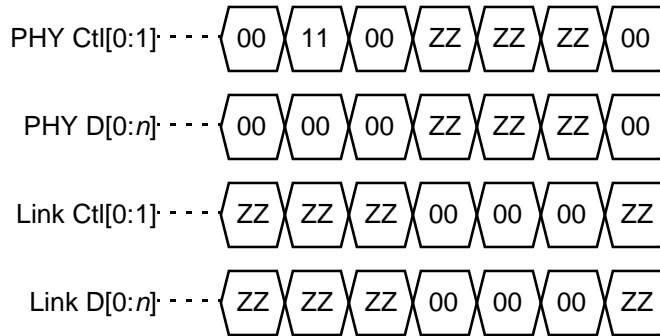 PHY Ctl[0:1] 00 11 00 ZZ ZZ ZZ 00
PHY D[0:n] 00 00 00 ZZ ZZ ZZ 00
Link Ctl[0:1] ZZ ZZ ZZ 00 00 00 ZZ
Link D[0:n] ZZ ZZ ZZ 00 00 00 ZZ